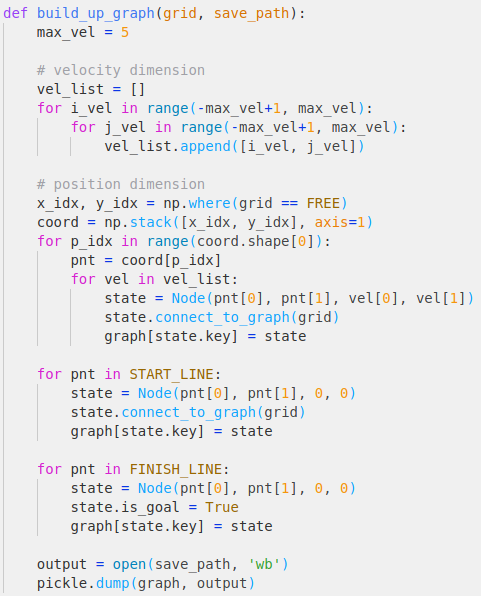 def build_up_graph(grid, save_path):
    max_vel = 5

    # velocity dimension
    vel_list = []
    for i_vel in range(-max_vel+1, max_vel):
        for j_vel in range(-max_vel+1, max_vel):
            vel_list.append([i_vel, j_vel])

    # position dimension
    x_idx, y_idx = np.where(grid == FREE)
    coord = np.stack([x_idx, y_idx], axis=1)
    for p_idx in range(coord.shape[0]):
        pnt = coord[p_idx]
        for vel in vel_list:
            state = Node(pnt[0], pnt[1], vel[0], vel[1])
            state.connect_to_graph(grid)
            graph[state.key] = state

    for pnt in START_LINE:
        state = Node(pnt[0], pnt[1], 0, 0)
        state.connect_to_graph(grid)
        graph[state.key] = state

    for pnt in FINISH_LINE:
        state = Node(pnt[0], pnt[1], 0, 0)
        state.is_goal = True
        graph[state.key] = state

    output = open(save_path, 'wb')
    pickle.dump(graph, output)